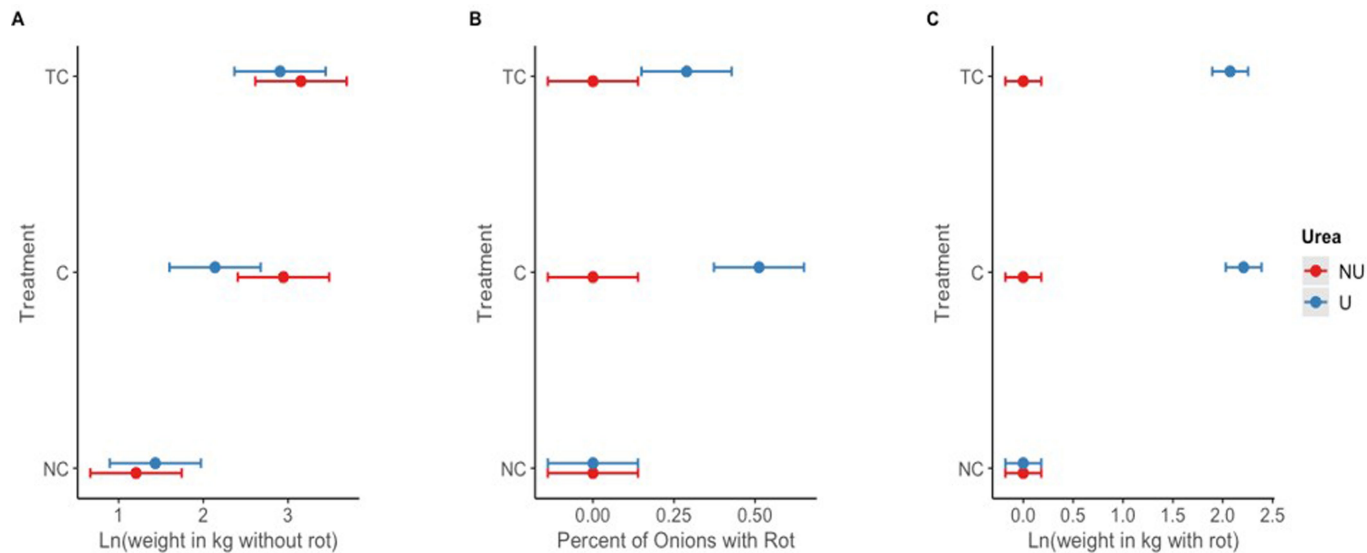 A
TC
C
NC
Treatment
1 2 3
Ln(weight in kg without rot)
B
TC
C
NC
Treatment
0.00 0.25 0.50
Percent of Onions with Rot
C
TC
C
NC
Treatment
0.0 0.5 1.0 1.5 2.0 2.5
Ln(weight in kg with rot)
Urea
NU
U